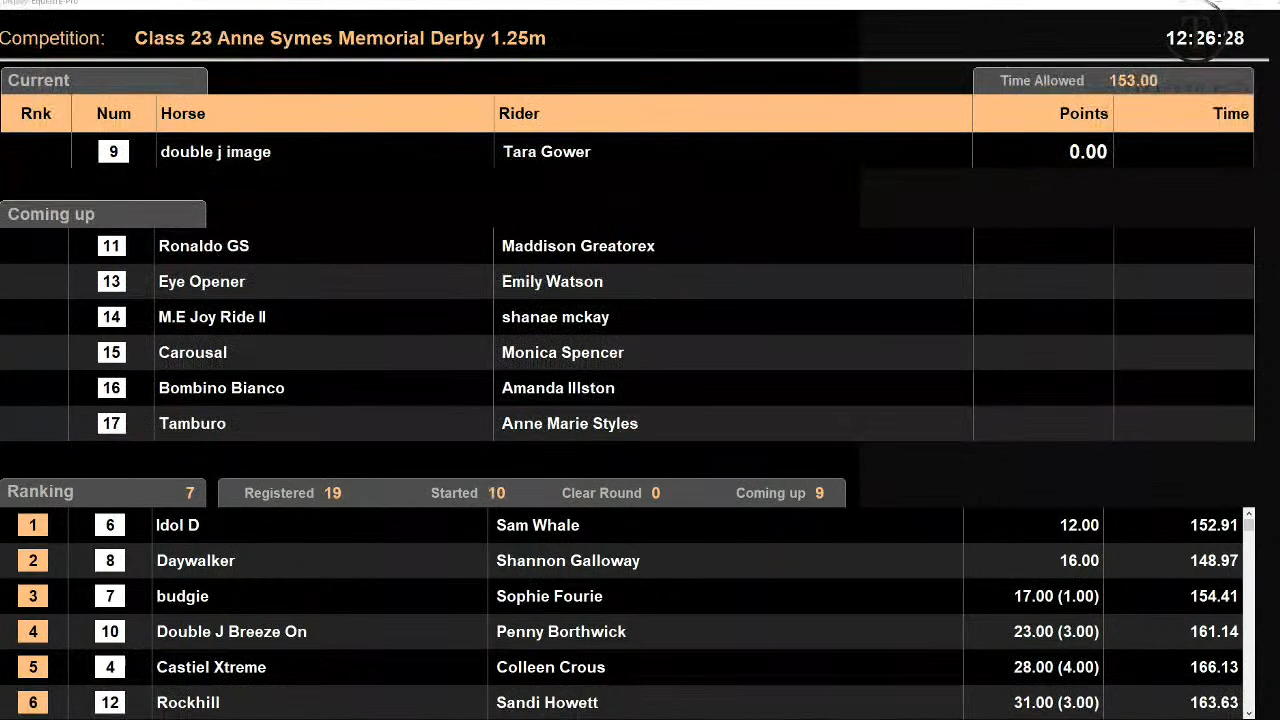 Display Equestre-Pro
Competition: Class 23 Anne Symes Memorial Derby 1.25m 12:26:28
Current Time Allowed 153.00
Rnk Num Horse Rider Points Time
9 double j image Tara Gower 0.00
Coming up
11 Ronaldo GS Maddison Greatorex
13 Eye Opener Emily Watson
14 M.E Joy Ride II shanae mckay
15 Carousal Monica Spencer
16 Bombino Bianco Amanda Illston
17 Tamburo Anne Marie Styles
Ranking 7 Registered 19 Started 10 Clear Round 0 Coming up 9
1 6 Idol D Sam Whale 12.00 152.91
2 8 Daywalker Shannon Galloway 16.00 148.97
3 7 budgie Sophie Fourie 17.00 (1.00) 154.41
4 10 Double J Breeze On Penny Borthwick 23.00 (3.00) 161.14
5 4 Castiel Xtreme Colleen Crous 28.00 (4.00) 166.13
6 12 Rockhill Sandi Howett 31.00 (3.00) 163.63